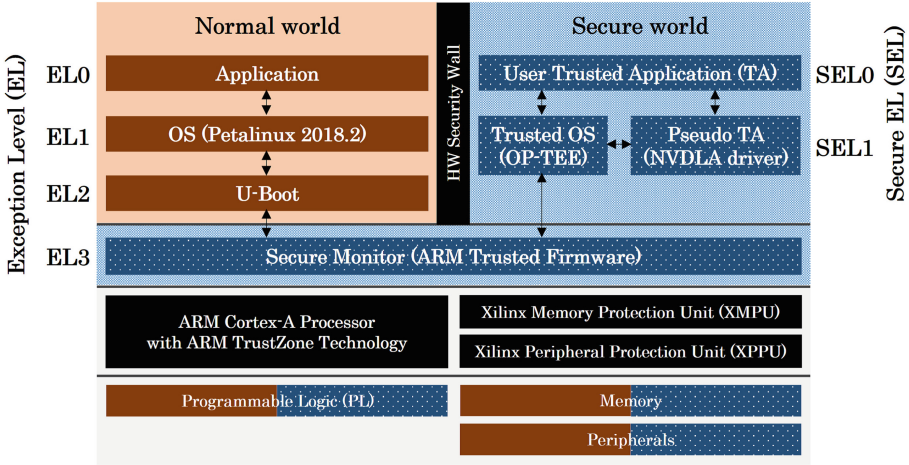 Normal world
Secure world
Exception Level (EL)
Secure EL (SEL)
HW Security Wall
EL0
Application
User Trusted Application (TA)
SEL0
EL1
OS (Petalinux 2018.2)
Trusted OS
(OP-TEE)
Pseudo TA
(NVDLA driver)
SEL1
EL2
U-Boot
EL3
Secure Monitor (ARM Trusted Firmware)
ARM Cortex-A Processor
with ARM TrustZone Technology
Xilinx Memory Protection Unit (XMPU)
Xilinx Peripheral Protection Unit (XPPU)
Programmable Logic (PL)
Memory
Peripherals